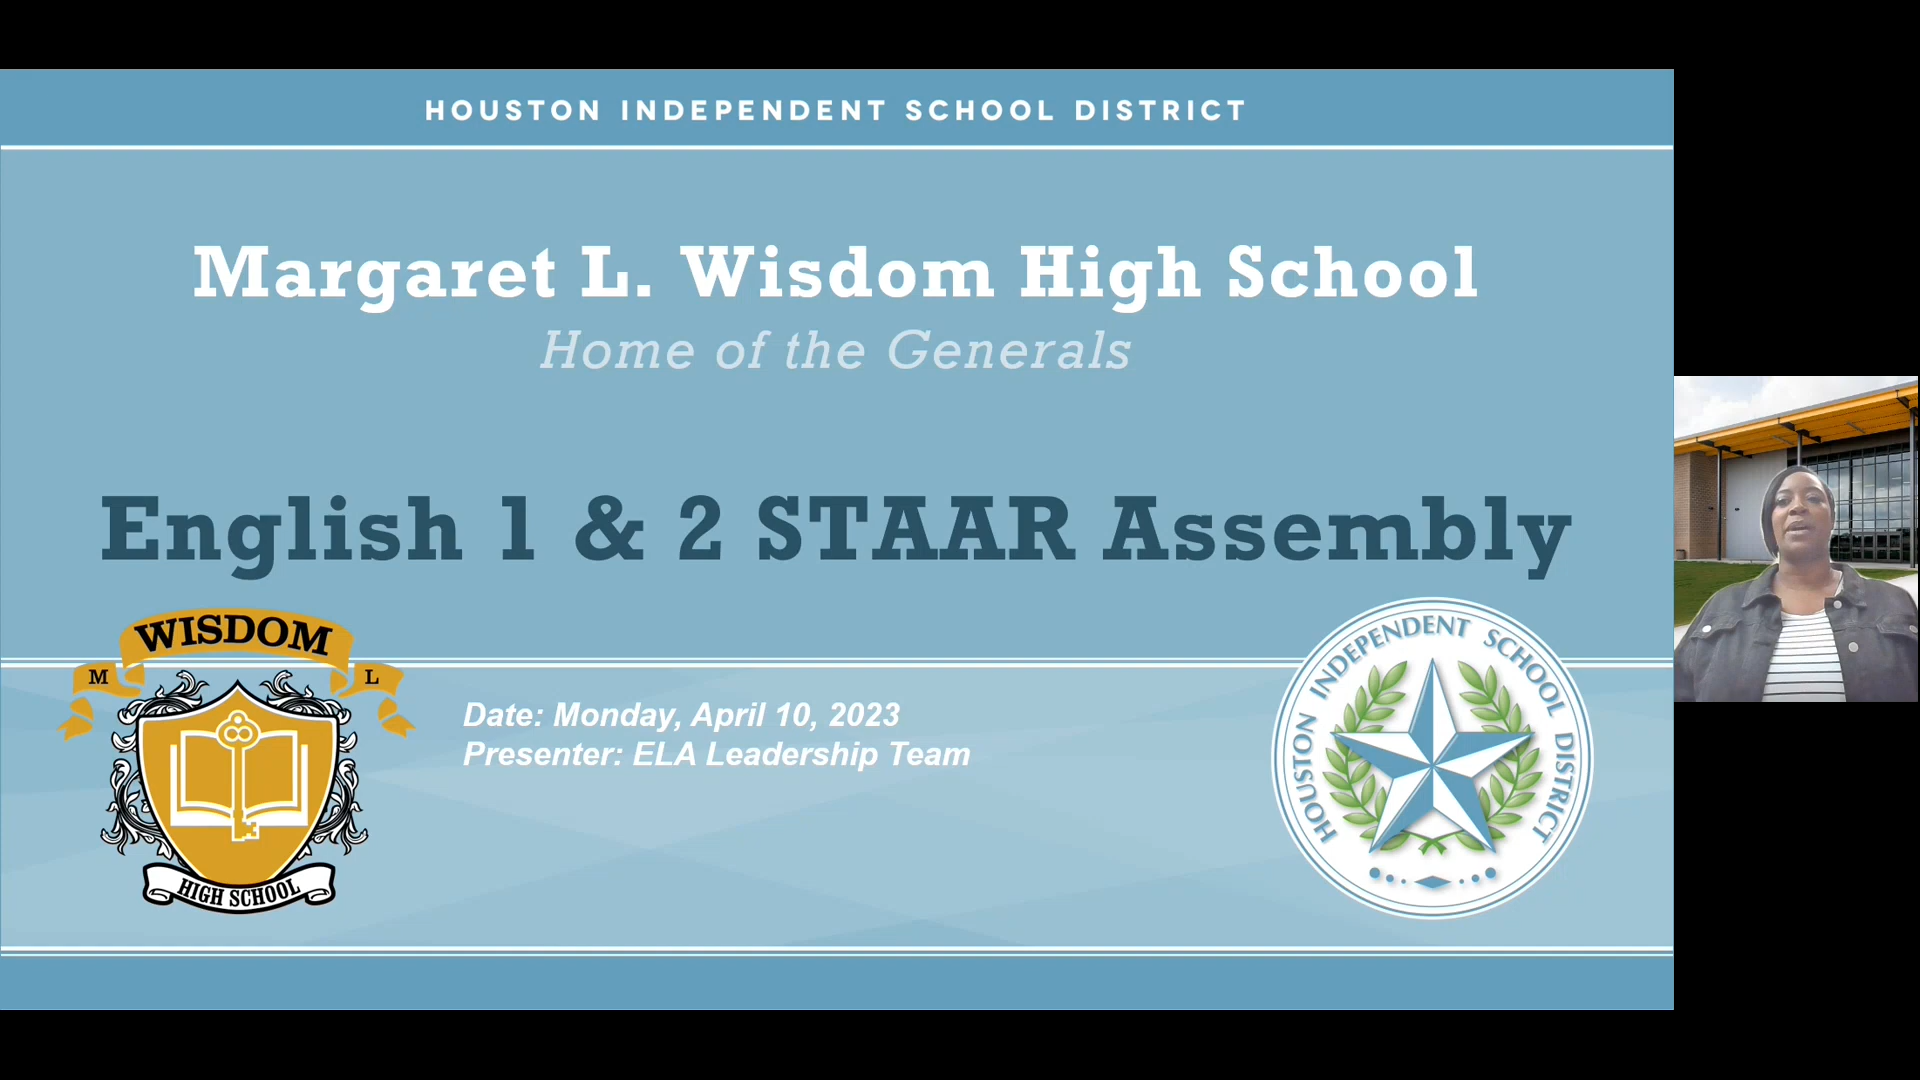 HOUSTON INDEPENDENT SCHOOL DISTRICT
Margaret L. Wisdom High School
Home of the Generals
English 1 & 2 STAAR Assembly
WISDOM
M L
HIGH SCHOOL
Date: Monday, April 10, 2023
Presenter: ELA Leadership Team
HOUSTON INDEPENDENT SCHOOL DISTRICT